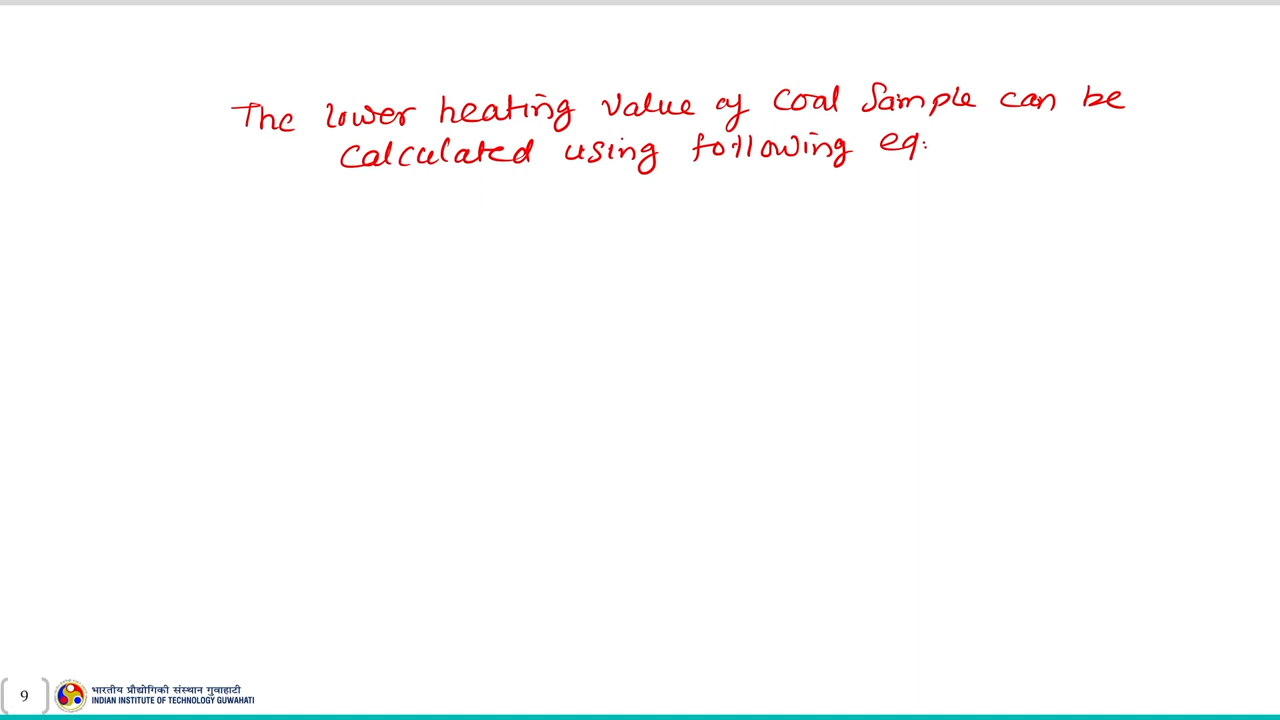 The lower heating value of coal sample can be
calculated using following eq:
9
भारतीय प्रौद्योगिकी संस्थान गुवाहाटी
INDIAN INSTITUTE OF TECHNOLOGY GUWAHATI